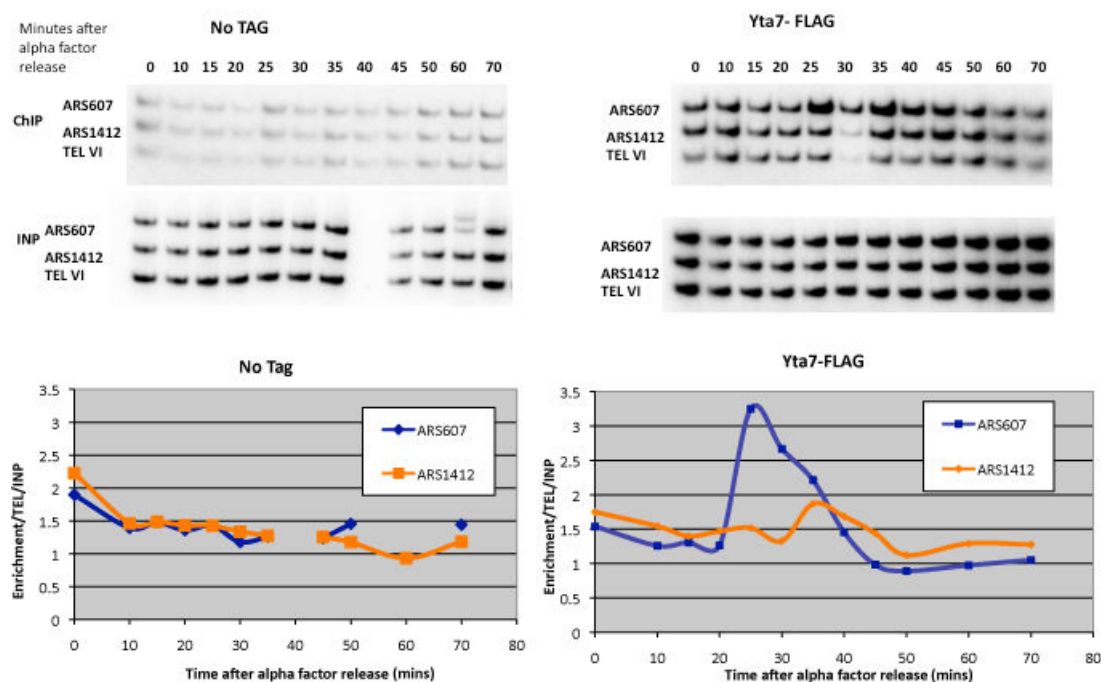 Minutes after
alpha factor
release
No TAG
0 10 15 20 25 30 35 40 45 50 60 70
ChIP
ARS607
ARS1412
TEL VI
INP
ARS607
ARS1412
TEL VI
Yta7- FLAG
0 10 15 20 25 30 35 40 45 50 60 70
ARS607
ARS1412
TEL VI
ARS607
ARS1412
TEL VI
No Tag
Enrichment/TEL/INP
3.5
3
2.5
2
1.5
1
0.5
0
ARS607
ARS1412
0 10 20 30 40 50 60 70 80
Time after alpha factor release (mins)
Yta7-FLAG
Enrichment/TEL/INP
3.5
3
2.5
2
1.5
1
0.5
0
ARS607
ARS1412
0 10 20 30 40 50 60 70 80
Time after alpha factor release (mins)